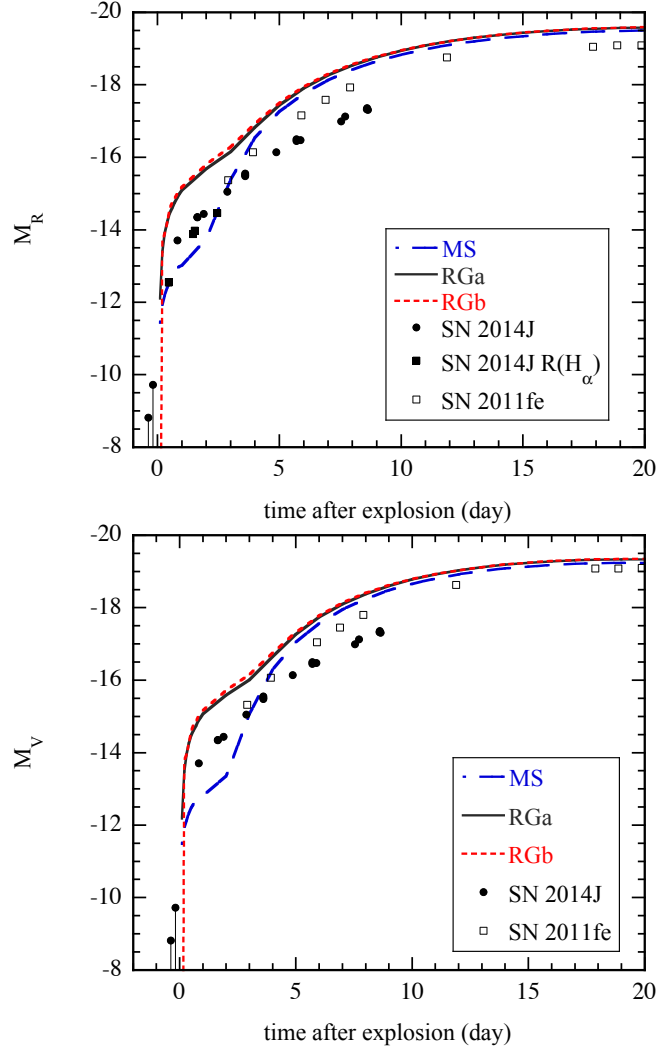 -20
-18
-16
-14
-12
-10
-8
M_R
MS
RGa
RGb
SN 2014J
SN 2014J R(H_α)
SN 2011fe
0 5 10 15 20
time after explosion (day)
-20
-18
-16
-14
-12
-10
-8
M_V
MS
RGa
RGb
SN 2014J
SN 2011fe
0 5 10 15 20
time after explosion (day)